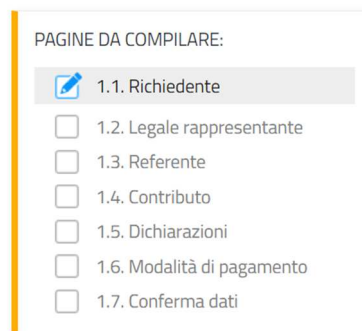 PAGINE DA COMPILARE:
1.1. Richiedente
1.2. Legale rappresentante
1.3. Referente
1.4. Contributo
1.5. Dichiarazioni
1.6. Modalità di pagamento
1.7. Conferma dati